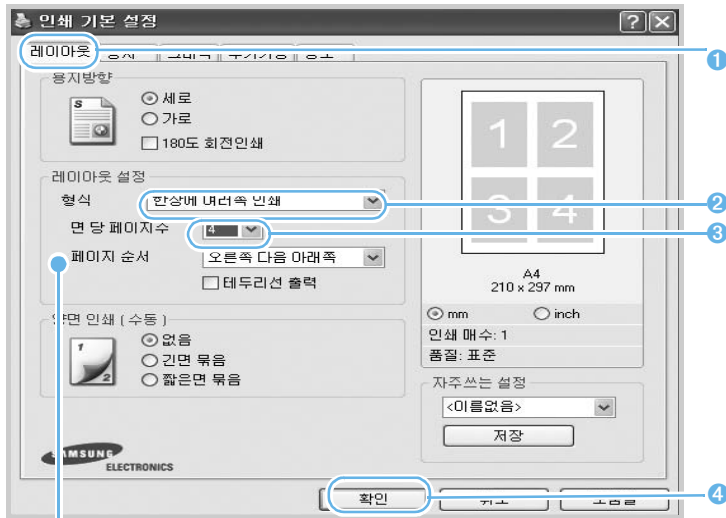 인쇄 기본 설정
레이아웃
용지방향
세로
가로
180도 회전인쇄
레이아웃 설정
형식 한장에 여러쪽 인쇄
면 당 페이지수 4
페이지 순서 오른쪽 다음 아래쪽
테두리선 출력
양면 인쇄 (수동)
없음
긴면 묶음
짧은면 묶음
SAMSUNG
ELECTRONICS
1 2
3 4
A4
210 x 297 mm
mm inch
인쇄 매수: 1
품질: 표준
자주쓰는 설정
<이름없음>
저장
확인
1
2
3
4